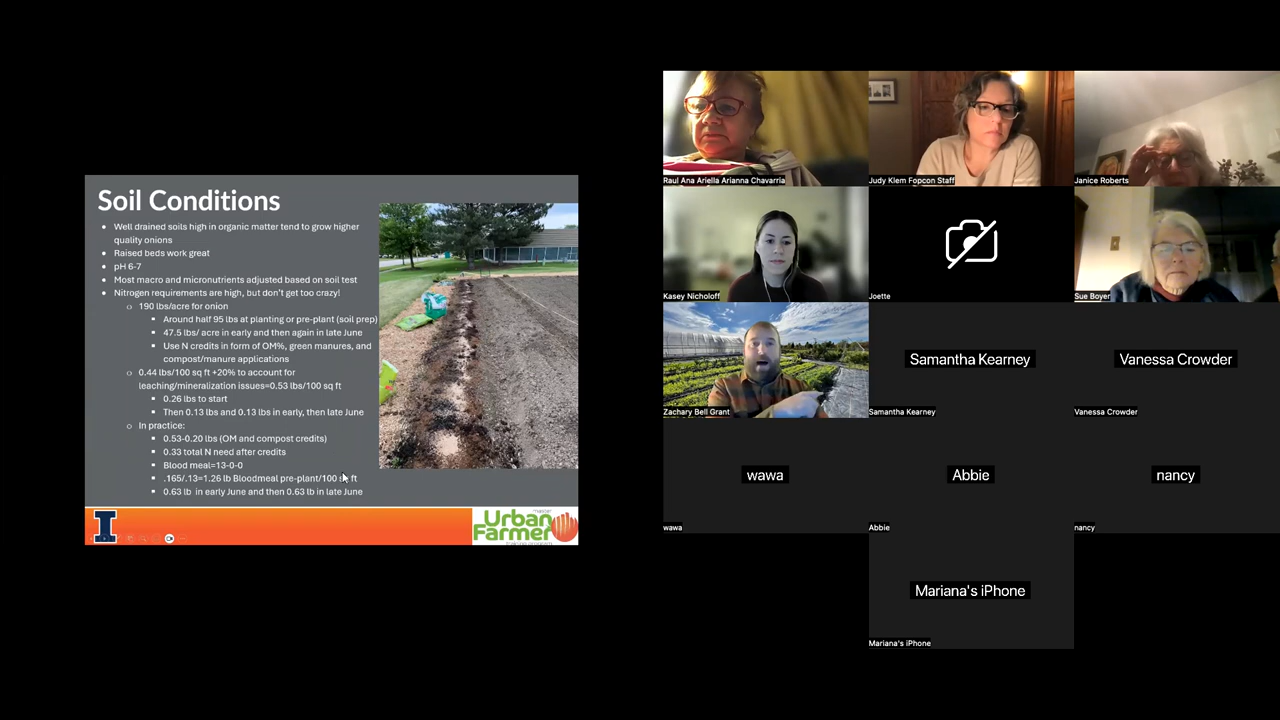 Soil Conditions
Well drained soils high in organic matter tend to grow higher
quality onions
Raised beds work great
pH 6-7
Most macro and micronutrients adjusted based on soil test
Nitrogen requirements are high, but don't get too crazy!
190 lbs/acre for onion
Around half 95 lbs at planting or pre-plant (soil prep)
47.5 lbs/ acre in early and then again in late June
Use N credits in form of OM%, green manures, and
compost/manure applications
0.44 lbs/100 sq ft +20% to account for
leaching/mineralization issues=0.53 lbs/100 sq ft
0.26 lbs to start
Then 0.13 lbs and 0.13 lbs in early, then late June
In practice:
0.53-0.20 lbs (OM and compost credits)
0.33 total N need after credits
Blood meal=13-0-0
.165/.13=1.26 lb Bloodmeal pre-plant/100 sq ft
0.63 lb in early June and then 0.63 lb in late June
I
Urban
Farmer
Raul Ana Ariella Arianna Chavarria
Judy Klem Fopcon Staff
Janice Roberts
Kasey Nicholoff
Joette
Sue Boyer
Zachary Bell Grant
Samantha Kearney
Samantha Kearney
Vanessa Crowder
Vanessa Crowder
wawa
wawa
Abbie
Abbie
nancy
nancy
Mariana's iPhone
Mariana's iPhone